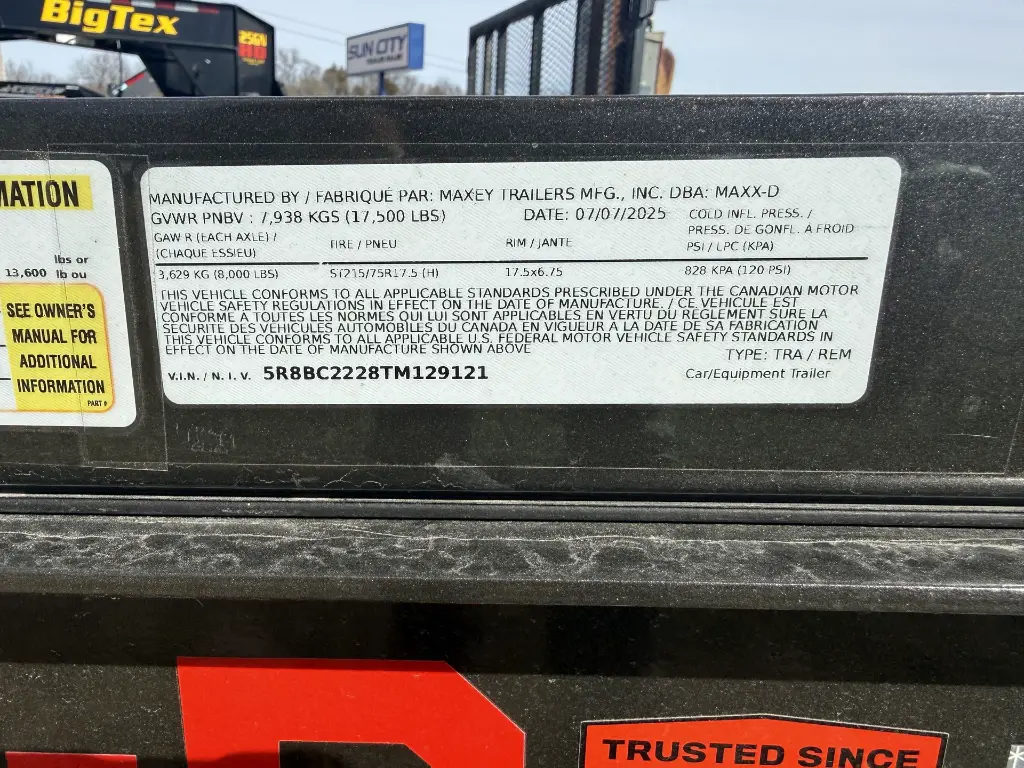 BigTex
25GN
HD
SUN CITY
MATION
lbs or
13,600 lb ou
SEE OWNER'S
MANUAL FOR
ADDITIONAL
INFORMATION
PART #
MANUFACTURED BY / FABRIQUÉ PAR: MAXEY TRAILERS MFG., INC. DBA: MAXX-D
GVWR PNBV : 7,938 KGS (17,500 LBS)
DATE: 07/07/2025
COLD INFL. PRESS. /
PRESS. DE GONFL. À FROID
PSI / LPC (KPA)
GAW R (EACH AXLE) /
(CHAQUE ESSIEU)
TIRE / PNEU
RIM / JANTE
3,629 KG (8,000 LBS)
ST215/75R17.5 (H)
17.5x6.75
828 KPA (120 PSI)
THIS VEHICLE CONFORMS TO ALL APPLICABLE STANDARDS PRESCRIBED UNDER THE CANADIAN MOTOR
VEHICLE SAFETY REGULATIONS IN EFFECT ON THE DATE OF MANUFACTURE. / CE VEHICULE EST
CONFORME A TOUTES LES NORMES QUI LUI SONT APPLICABLES EN VERTU DU REGLEMENT SURE LA
SECURITE DES VEHICULES AUTOMOBILES DU CANADA EN VIGUEUR A LA DATE DE SA FABRICATION
THIS VEHICLE CONFORMS TO ALL APPLICABLE U.S. FEDERAL MOTOR VEHICLE SAFETY STANDARDS IN
EFFECT ON THE DATE OF MANUFACTURE SHOWN ABOVE
TYPE: TRA / REM
V.I.N. / N. I. V. 5R8BC2228TM129121
Car/Equipment Trailer
TRUSTED SINCE